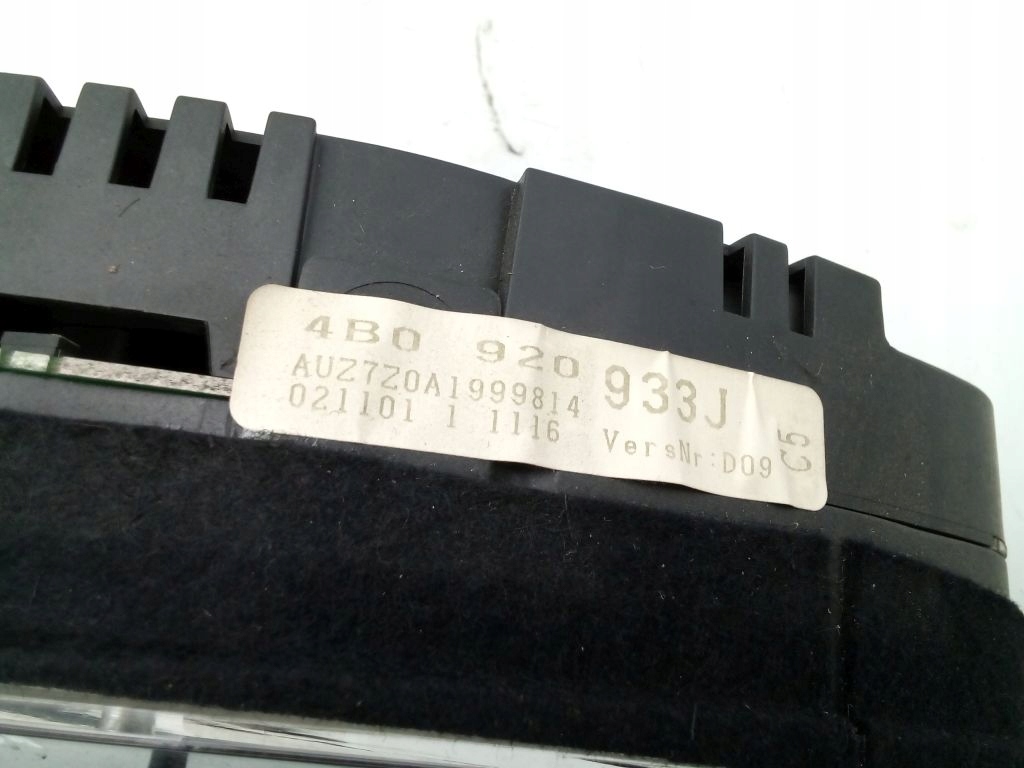 4B0 920 933J
AUZ7Z0A1999814
021101 1 1116 VersNr:D09
C5